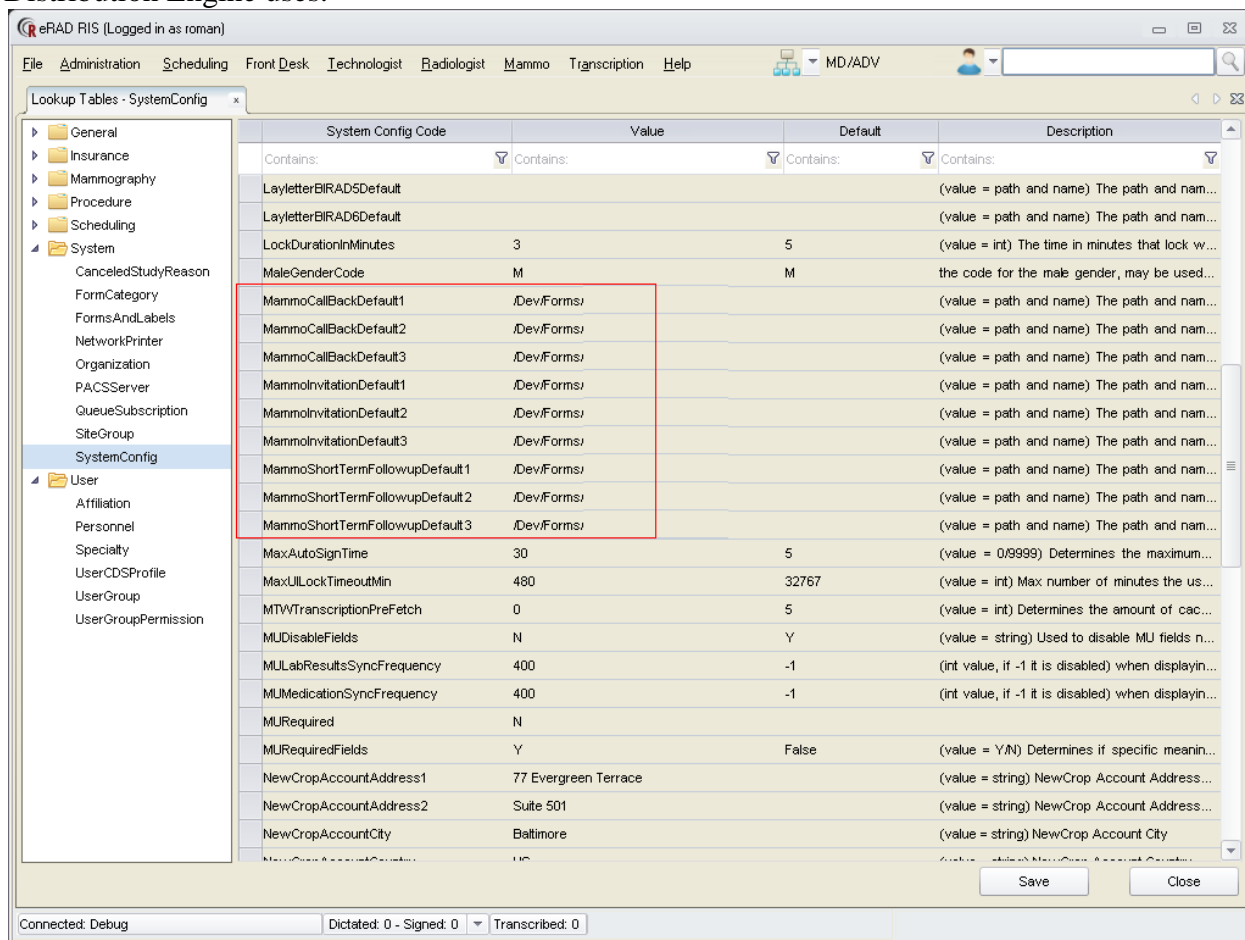 Distribution Engine uses.
eRAD RIS (Logged in as roman)
File Administration Scheduling Front Desk Technologist Radiologist Mammo Transcription Help MD/ADV
Lookup Tables - SystemConfig x
General
Insurance
Mammography
Procedure
Scheduling
System
CanceledStudyReason
FormCategory
FormsAndLabels
NetworkPrinter
Organization
PACSServer
QueueSubscription
SiteGroup
SystemConfig
User
Affiliation
Personnel
Specialty
UserCDSProfile
UserGroup
UserGroupPermission
System Config Code Value Default Description
Contains: Contains: Contains: Contains:
LayletterBIRAD5Default (value = path and name) The path and nam...
LayletterBIRAD6Default (value = path and name) The path and nam...
LockDurationInMinutes 3 5 (value = int) The time in minutes that lock w...
MaleGenderCode M M the code for the male gender, may be used...
MammoCallBackDefault1 /Dev/Forms/ (value = path and name) The path and nam...
MammoCallBackDefault2 /Dev/Forms/ (value = path and name) The path and nam...
MammoCallBackDefault3 /Dev/Forms/ (value = path and name) The path and nam...
MammoInvitationDefault1 /Dev/Forms/ (value = path and name) The path and nam...
MammoInvitationDefault2 /Dev/Forms/ (value = path and name) The path and nam...
MammoInvitationDefault3 /Dev/Forms/ (value = path and name) The path and nam...
MammoShortTermFollowupDefault1 /Dev/Forms/ (value = path and name) The path and nam...
MammoShortTermFollowupDefault2 /Dev/Forms/ (value = path and name) The path and nam...
MammoShortTermFollowupDefault3 /Dev/Forms/ (value = path and name) The path and nam...
MaxAutoSignTime 30 5 (value = 0/9999) Determines the maximum...
MaxUILockTimeoutMin 480 32767 (value = int) Max number of minutes the us...
MTWTranscriptionPreFetch 0 5 (value = int) Determines the amount of cac...
MUDisableFields N Y (value = string) Used to disable MU fields n...
MULabResultsSyncFrequency 400 -1 (int value, if -1 it is disabled) when displayin...
MUMedicationSyncFrequency 400 -1 (int value, if -1 it is disabled) when displayin...
MURequired N
MURequiredFields Y False (value = Y/N) Determines if specific meanin...
NewCropAccountAddress1 77 Evergreen Terrace (value = string) NewCrop Account Address...
NewCropAccountAddress2 Suite 501 (value = string) NewCrop Account Address...
NewCropAccountCity Baltimore (value = string) NewCrop Account City
Save Close
Connected: Debug Dictated: 0 - Signed: 0 Transcribed: 0